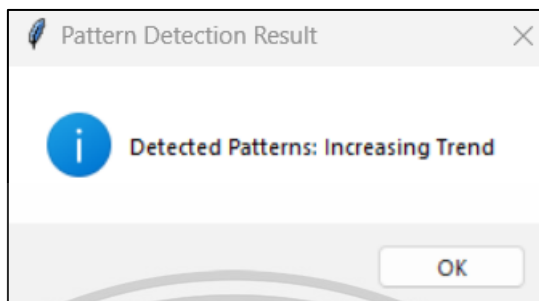 Pattern Detection Result
Detected Patterns: Increasing Trend
OK